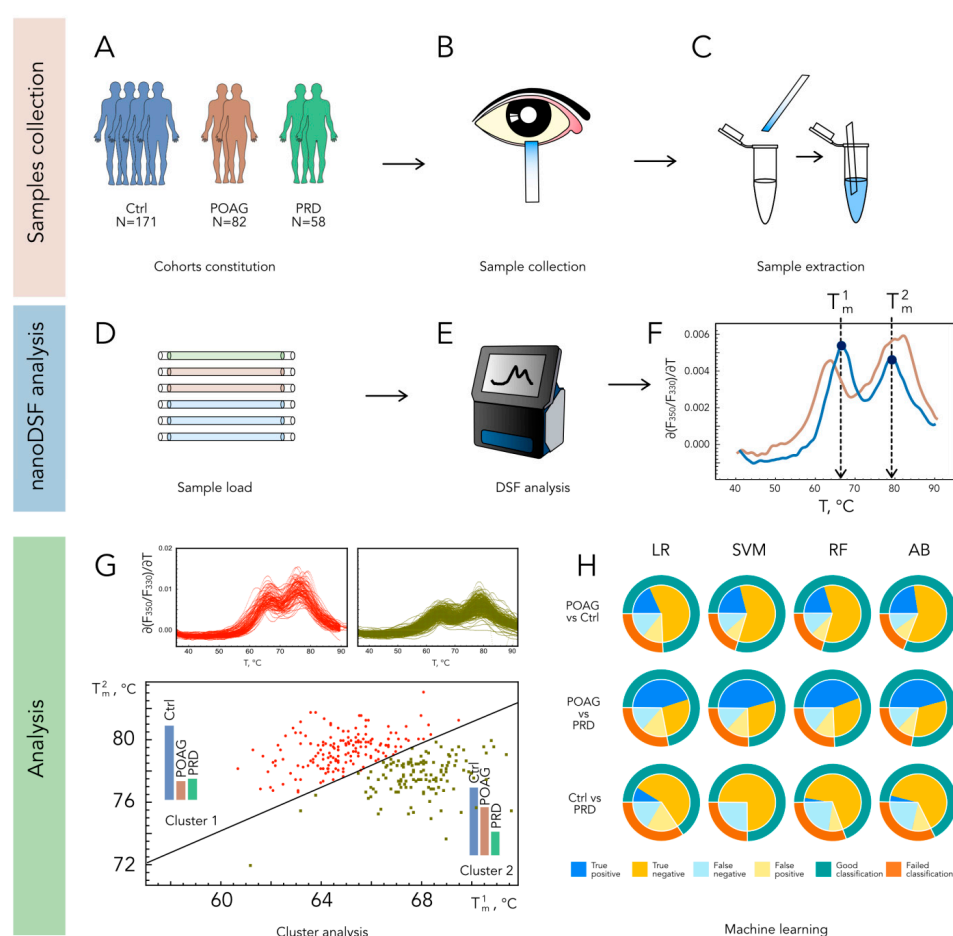 Samples collection
A
B
C
Ctrl
N=171
POAG
N=82
PRD
N=58
Cohorts constitution
Sample collection
Sample extraction
nanoDSF analysis
D
E
F
T¹ₘ T²ₘ
∂(F₃₅₀/F₃₃₀)/∂T
0.006
0.004
0.002
0.000
40 50 60 70 80 90
T, °C
Sample load
DSF analysis
Analysis
G
∂(F₃₅₀/F₃₃₀)/∂T
0.02
0.01
0.00
40 50 60 70 80 90
T, °C
40 50 60 70 80 90
T, °C
T²ₘ, °C
80
76
72
Ctrl
POAG
PRD
Cluster 1
Ctrl
POAG
PRD
Cluster 2
60 64 68 T¹ₘ, °C
Cluster analysis
H
LR SVM RF AB
POAG
vs Ctrl
POAG
vs
PRD
Ctrl vs
PRD
True
positive
True
negative
False
negative
False
positive
Good
classification
Failed
classification
Machine learning